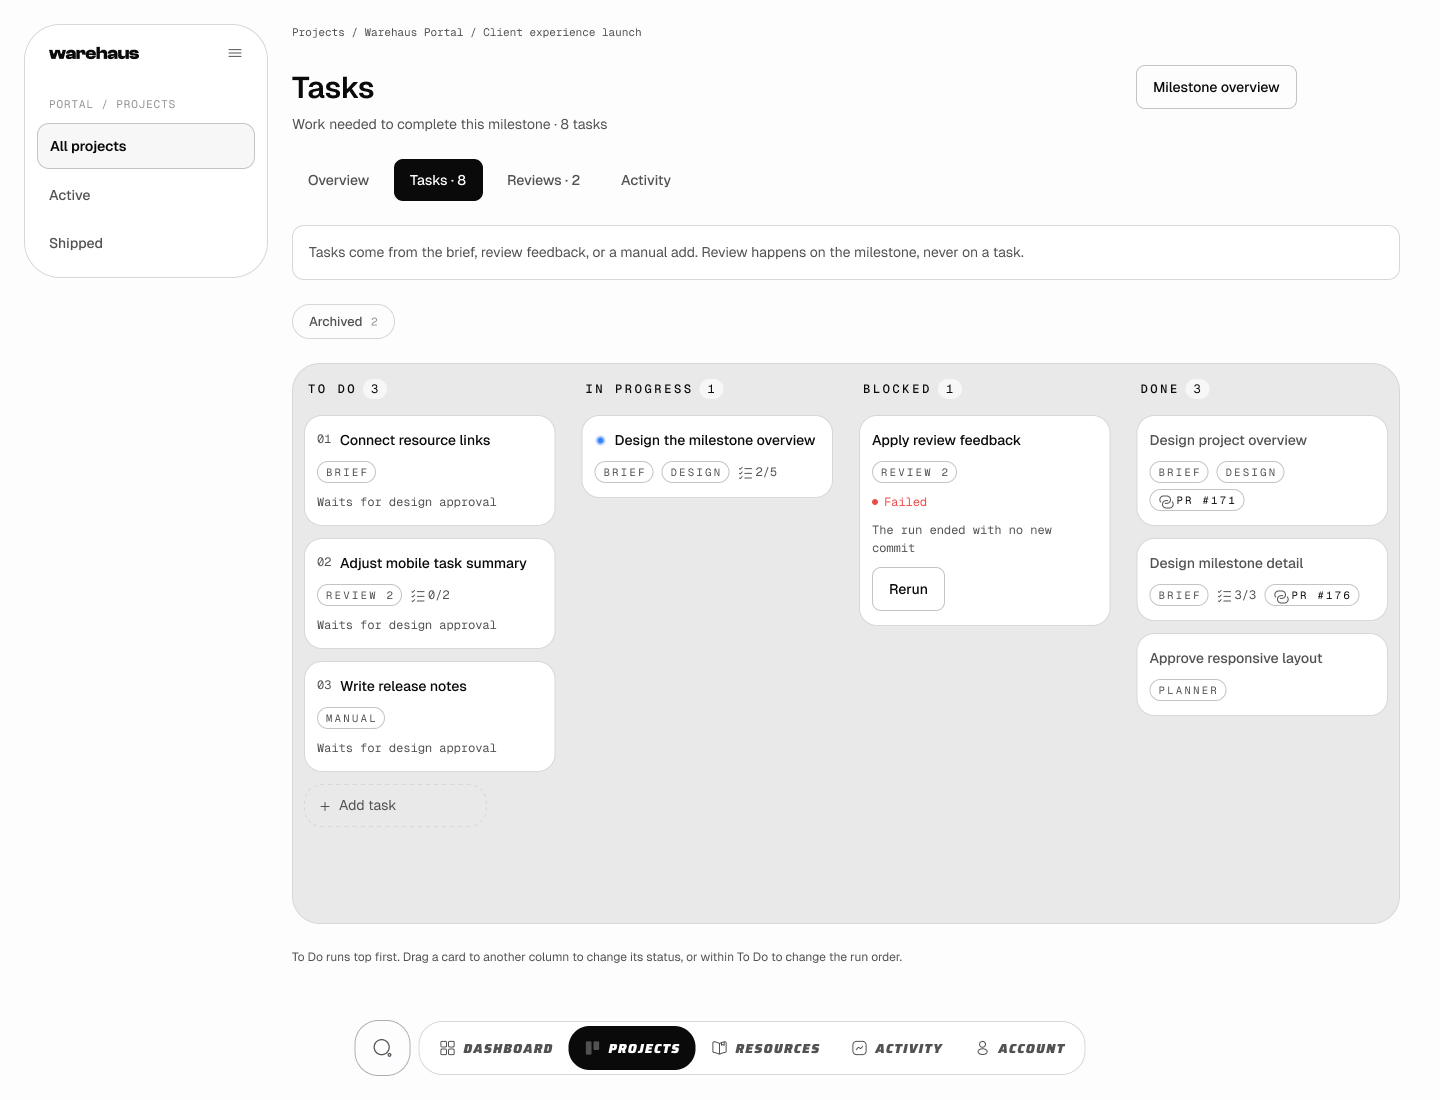 warehaus
PORTAL / PROJECTS
All projects
Active
Shipped
Projects / Warehaus Portal / Client experience launch
Tasks
Milestone overview
Work needed to complete this milestone · 8 tasks
Overview
Tasks · 8
Reviews · 2
Activity
Tasks come from the brief, review feedback, or a manual add. Review happens on the milestone, never on a task.
Archived 2
TO DO 3
01 Connect resource links
BRIEF
Waits for design approval
02 Adjust mobile task summary
REVIEW 2 0/2
Waits for design approval
03 Write release notes
MANUAL
Waits for design approval
+ Add task
IN PROGRESS 1
Design the milestone overview
BRIEF DESIGN 2/5
BLOCKED 1
Apply review feedback
REVIEW 2
Failed
The run ended with no new
commit
Rerun
DONE 3
Design project overview
BRIEF DESIGN
PR #171
Design milestone detail
BRIEF 3/3 PR #176
Approve responsive layout
PLANNER
To Do runs top first. Drag a card to another column to change its status, or within To Do to change the run order.
DASHBOARD
PROJECTS
RESOURCES
ACTIVITY
ACCOUNT